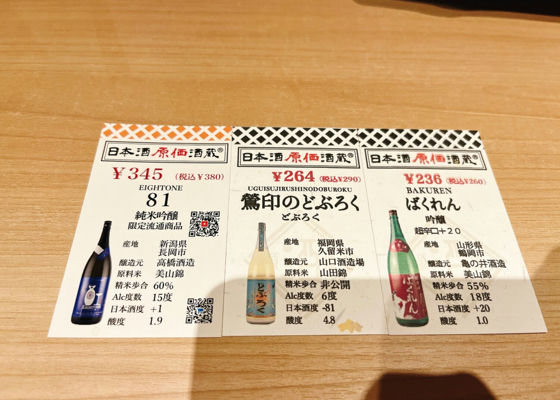 日本酒原価酒蔵®
¥345 (税込¥380)
EIGHTONE
81
純米吟醸
限定流通商品
産地 新潟県
長岡市
醸造元 高橋酒造
原料米 美山錦
精米歩合 60%
Alc度数 15度
日本酒度 +1
酸度 1.9
日本酒原価酒蔵®
¥264 (税込¥290)
UGUISUJIRUSHINODOBUROKU
鶯印のどぶろく
どぶろく
産地 福岡県
久留米市
醸造元 山口酒造場
原料米 山田錦
精米歩合 非公開
Alc度数 6度
日本酒度 -81
酸度 4.8
どぶろく
日本酒原価酒蔵®
¥236 (税込¥260)
BAKUREN
ばくれん
吟醸
超辛口+20
産地 山形県
鶴岡市
醸造元 亀の井酒造
原料米 美山錦
精米歩合 55%
Alc度数 18度
日本酒度 +20
酸度 1.0
ばくれん